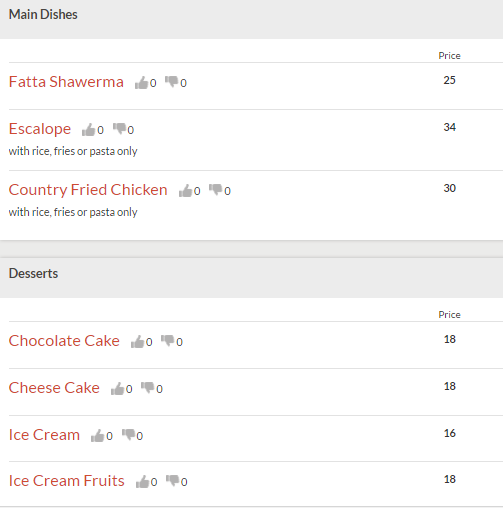 Main Dishes
Price
Fatta Shawerma 0 0 25
Escalope 0 0 34
with rice, fries or pasta only
Country Fried Chicken 0 0 30
with rice, fries or pasta only
Desserts
Price
Chocolate Cake 0 0 18
Cheese Cake 0 0 18
Ice Cream 0 0 16
Ice Cream Fruits 0 0 18